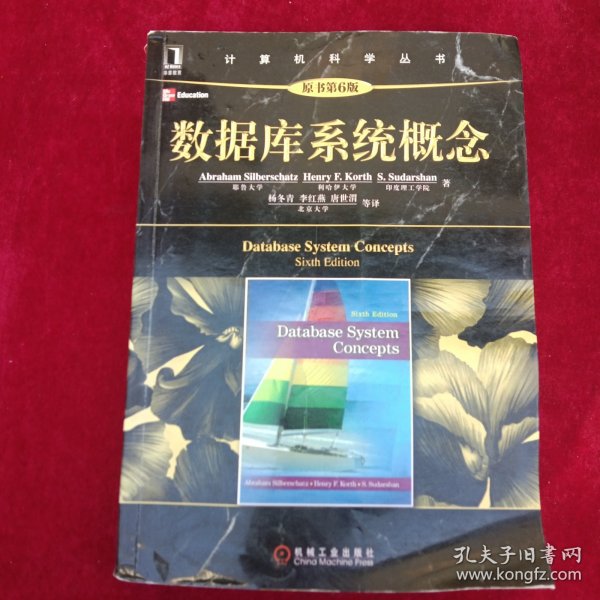 计算机科学丛书
华章教育
Education
原书第6版
数据库系统概念
Abraham Silberschatz Henry F. Korth S. Sudarshan 著
耶鲁大学 利哈伊大学 印度理工学院
杨冬青 李红燕 唐世渭 等译
北京大学
Database System Concepts
Sixth Edition
Sixth Edition
Database System
Concepts
Abraham Silberschatz • Henry F. Korth • S. Sudarshan
机械工业出版社
China Machine Press
孔夫子旧书网
www.kongfz.com